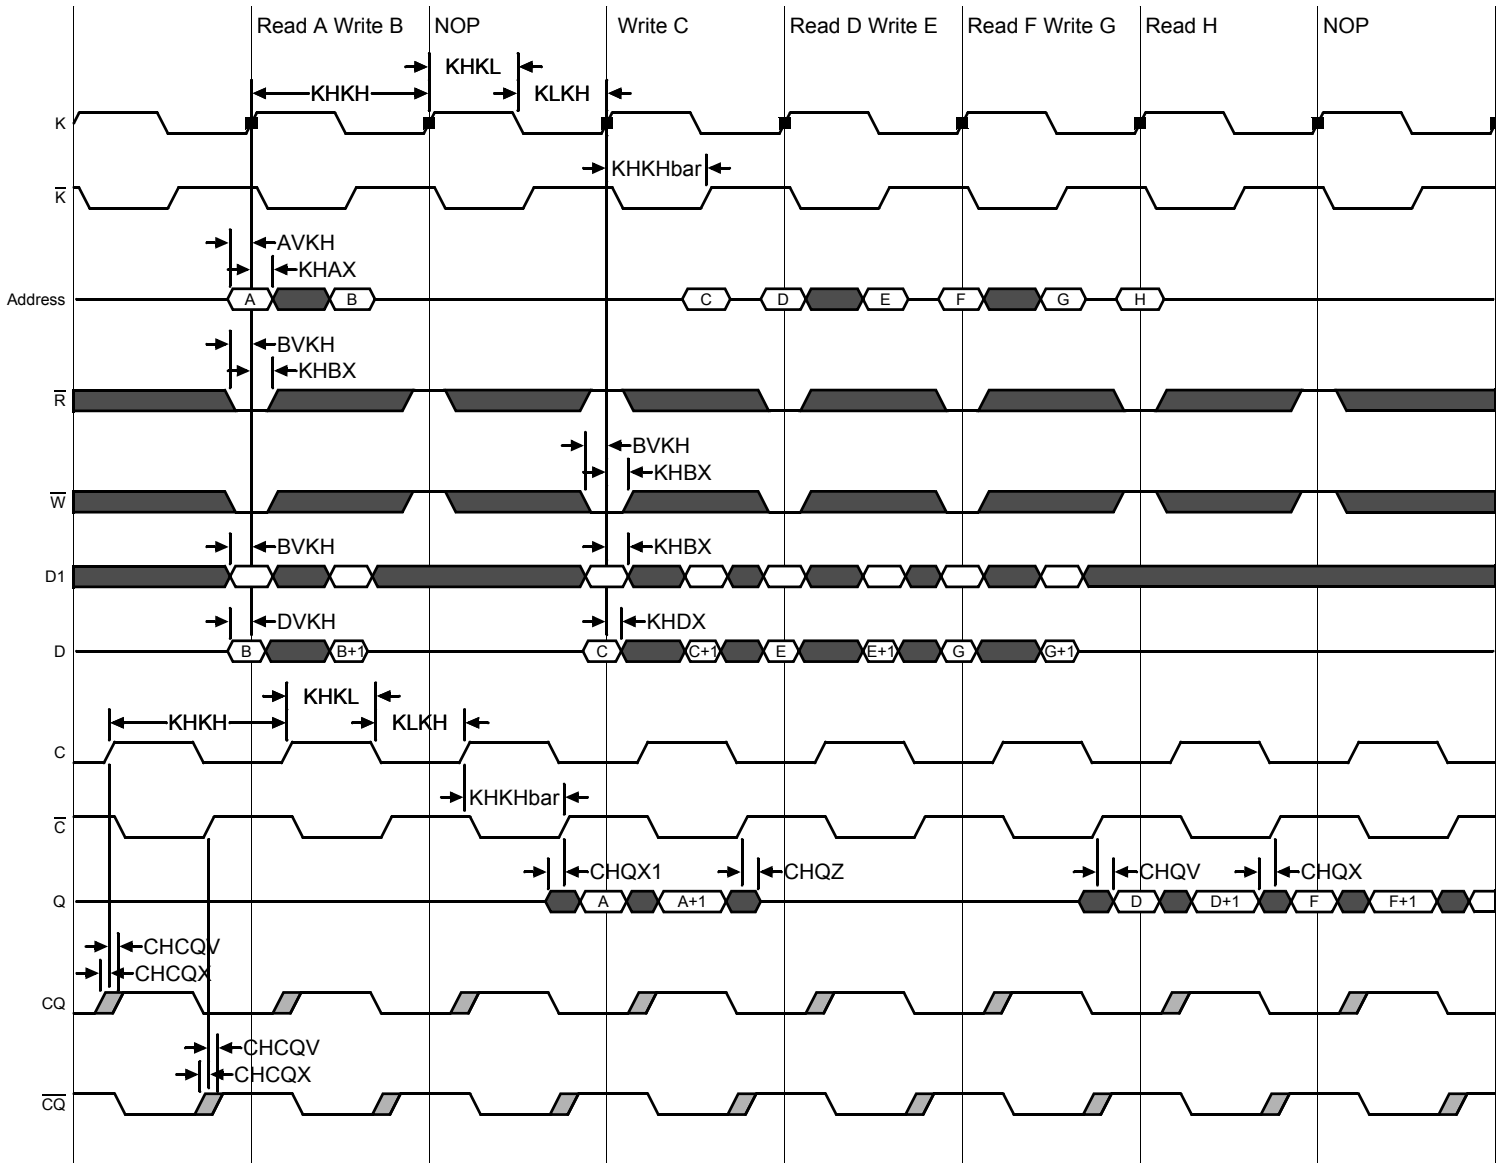 Read A Write B NOP Write C Read D Write E Read F Write G Read H NOP
KHKL
KHKH KLKH
K
KHKHbar
K
AVKH
KHAX
Address A B C D E F G H
BVKH
KHBX
R
BVKH
KHBX
W
BVKH KHBX
D1
DVKH KHDX
D B B+1 C C+1 E E+1 G G+1
KHKL
KHKH KLKH
C
KHKHbar
C
CHQX1 CHQZ CHQV CHQX
Q A A+1 D D+1 F F+1
CHCQV
CHCQX
CQ
CHCQV
CHCQX
CQ